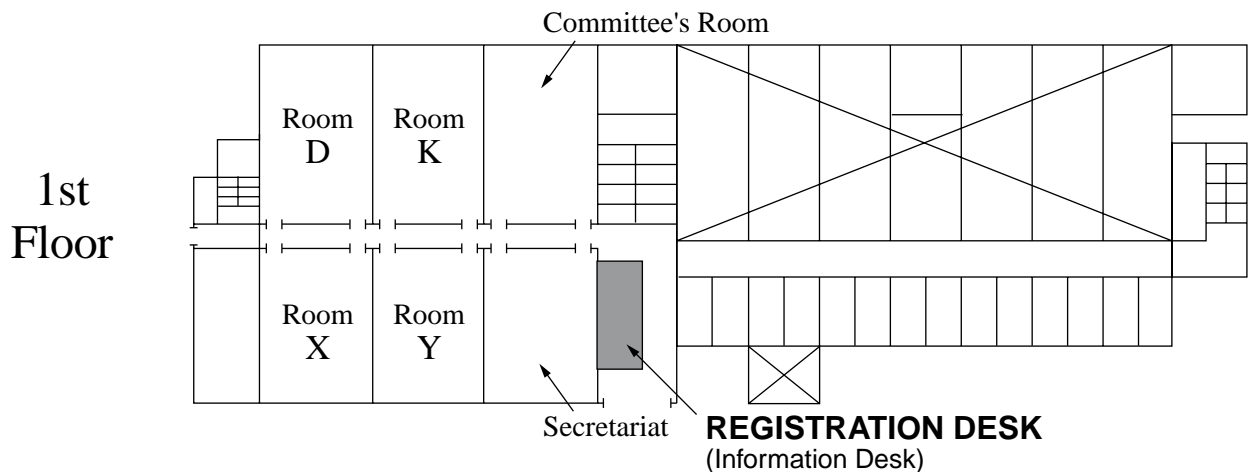 Committee's Room
Room
D
Room
K
1st
Floor
Room
X
Room
Y
Secretariat
REGISTRATION DESK
(Information Desk)